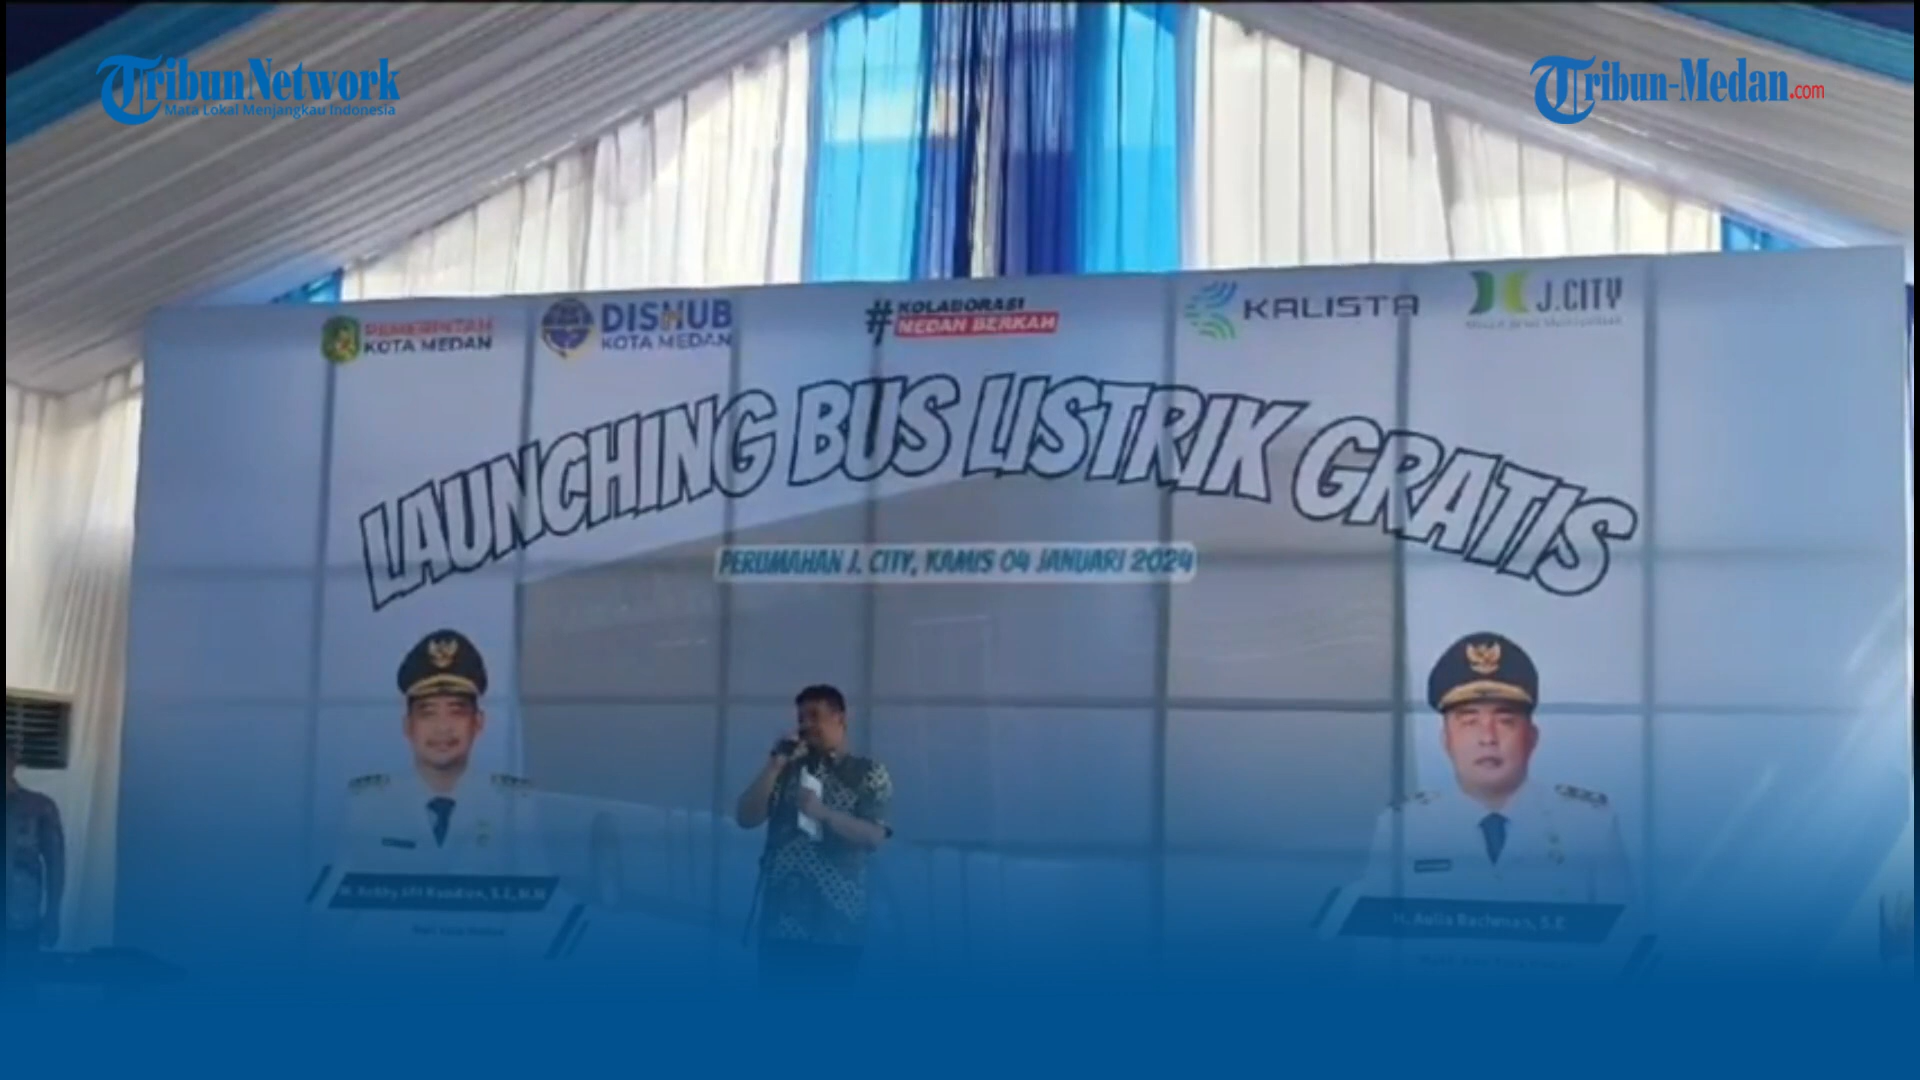 TribunNetwork
Mata Lokal Menjangkau Indonesia
Tribun-Medan.com
PEMERINTAH
KOTA MEDAN
DISHUB
KOTA MEDAN
#KOLABORASI
MEDAN BERKAH
KALISTA
J.CITY
LAUNCHING BUS LISTRIK GRATIS
PERUMAHAN J. CITY, KAMIS 04 JANUARI 2024
H. Aulia Rachman, S.E